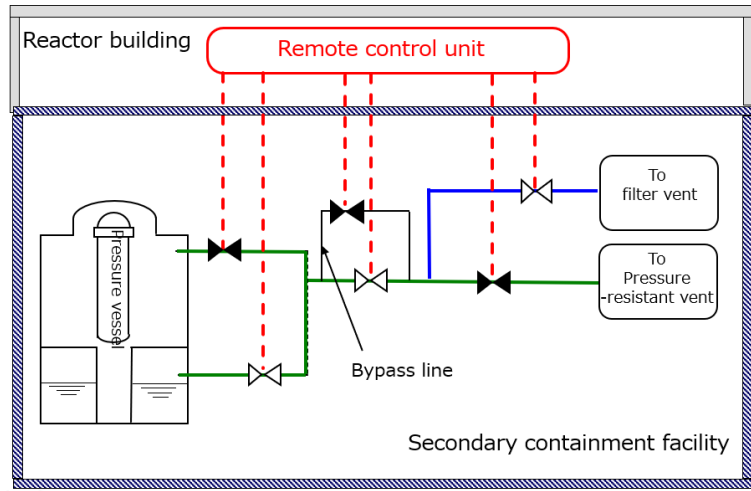 Reactor building
Remote control unit
To
filter vent
To
Pressure
-resistant vent
Pressure vessel
Bypass line
Secondary containment facility